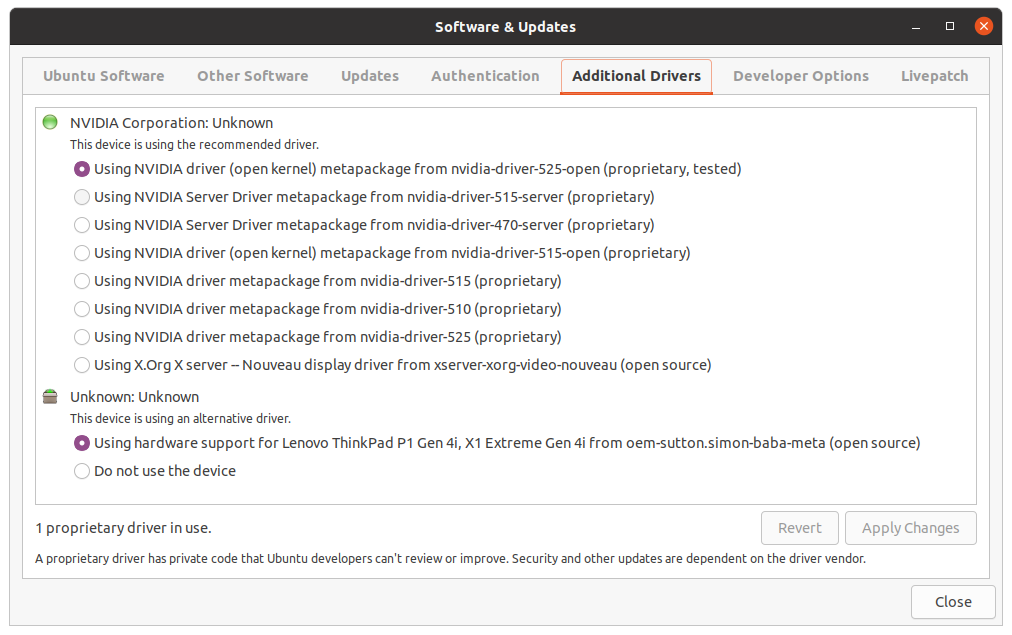 Software & Updates
Ubuntu Software Other Software Updates Authentication Additional Drivers Developer Options Livepatch
NVIDIA Corporation: Unknown
This device is using the recommended driver.
Using NVIDIA driver (open kernel) metapackage from nvidia-driver-525-open (proprietary, tested)
Using NVIDIA Server Driver metapackage from nvidia-driver-515-server (proprietary)
Using NVIDIA Server Driver metapackage from nvidia-driver-470-server (proprietary)
Using NVIDIA driver (open kernel) metapackage from nvidia-driver-515-open (proprietary)
Using NVIDIA driver metapackage from nvidia-driver-515 (proprietary)
Using NVIDIA driver metapackage from nvidia-driver-510 (proprietary)
Using NVIDIA driver metapackage from nvidia-driver-525 (proprietary)
Using X.Org X server -- Nouveau display driver from xserver-xorg-video-nouveau (open source)
Unknown: Unknown
This device is using an alternative driver.
Using hardware support for Lenovo ThinkPad P1 Gen 4i, X1 Extreme Gen 4i from oem-sutton.simon-baba-meta (open source)
Do not use the device
1 proprietary driver in use.
Revert Apply Changes
A proprietary driver has private code that Ubuntu developers can't review or improve. Security and other updates are dependent on the driver vendor.
Close